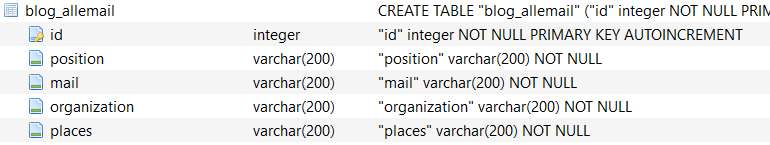 blog_allemail CREATE TABLE "blog_allemail" ("id" integer NOT NULL PRIM
id integer "id" integer NOT NULL PRIMARY KEY AUTOINCREMENT
position varchar(200) "position" varchar(200) NOT NULL
mail varchar(200) "mail" varchar(200) NOT NULL
organization varchar(200) "organization" varchar(200) NOT NULL
places varchar(200) "places" varchar(200) NOT NULL